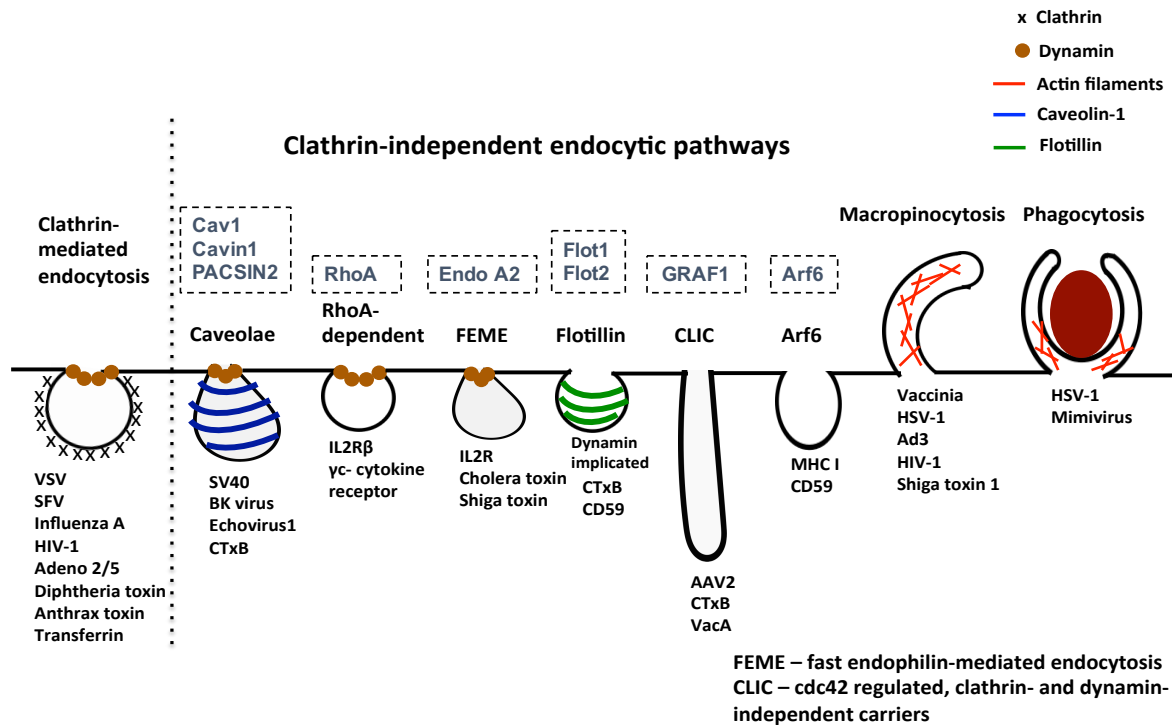 x Clathrin
Dynamin
Actin filaments
Caveolin-1
Flotillin
Clathrin-independent endocytic pathways
Clathrin-
mediated
endocytosis
Cav1
Cavin1
PACSIN2
Caveolae
RhoA
RhoA-
dependent
Endo A2
FEME
Flot1
Flot2
Flotillin
GRAF1
CLIC
Arf6
Arf6
Macropinocytosis
Phagocytosis
x x x x x x x x x x x x x x x x x x
VSV
SFV
Influenza A
HIV-1
Adeno 2/5
Diphtheria toxin
Anthrax toxin
Transferrin
SV40
BK virus
Echovirus1
CTxB
IL2Rβ
γc- cytokine
receptor
IL2R
Cholera toxin
Shiga toxin
Dynamin
implicated
CTxB
CD59
AAV2
CTxB
VacA
MHC I
CD59
Vaccinia
HSV-1
Ad3
HIV-1
Shiga toxin 1
HSV-1
Mimivirus
FEME – fast endophilin-mediated endocytosis
CLIC – cdc42 regulated, clathrin- and dynamin-
independent carriers